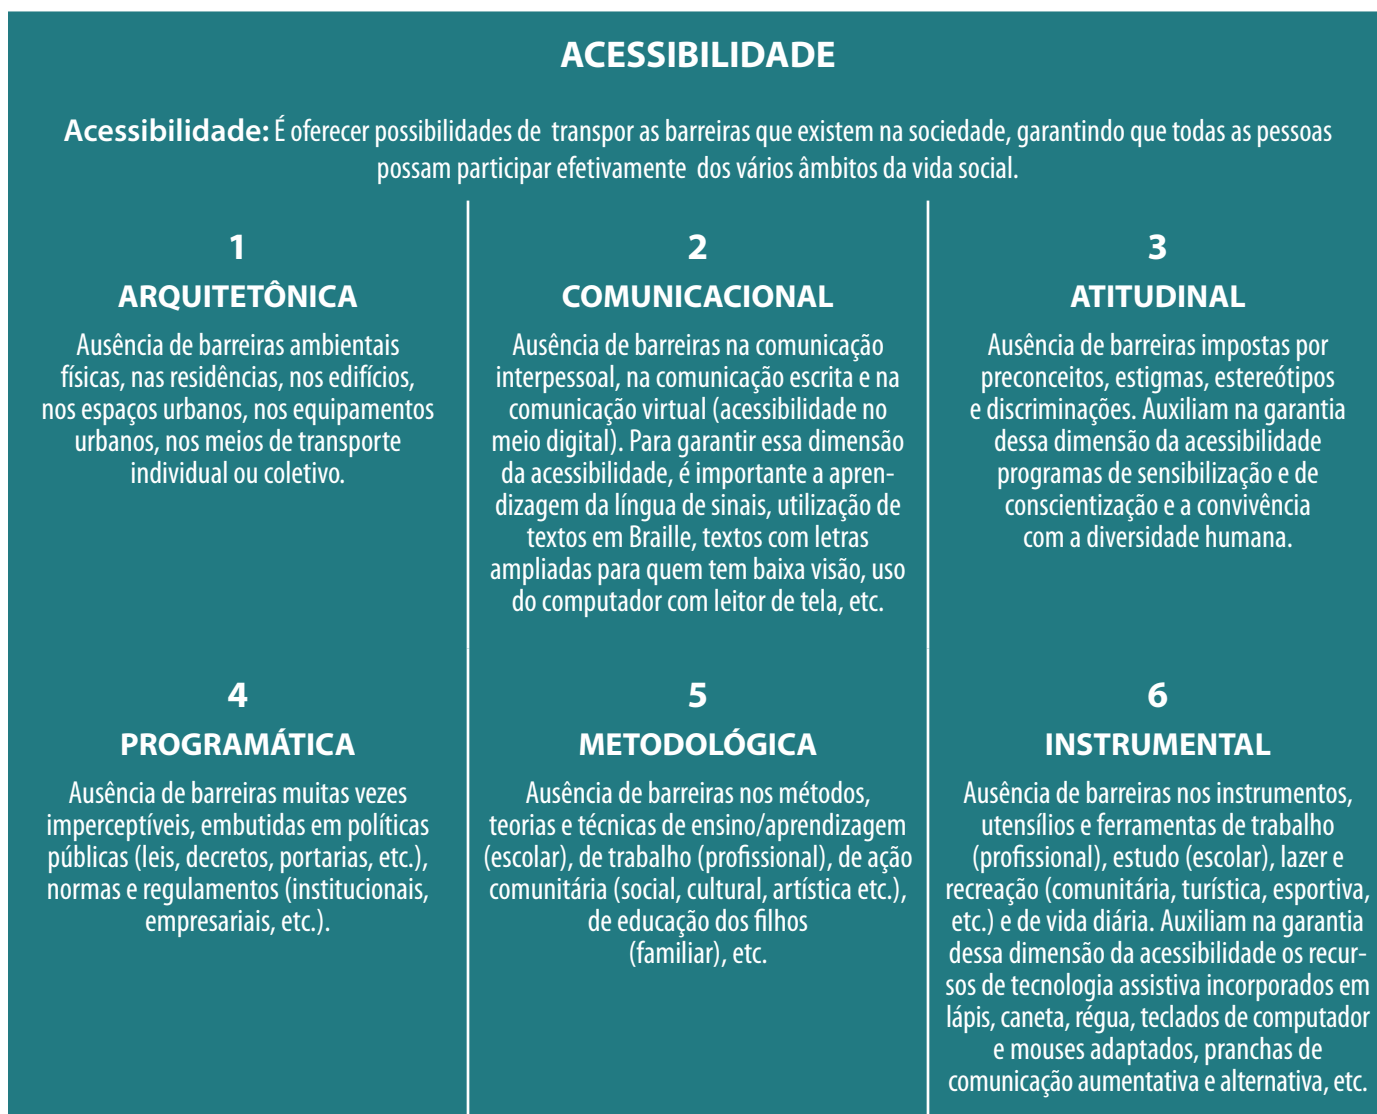 ACESSIBILIDADE
Acessibilidade: É oferecer possibilidades de transpor as barreiras que existem na sociedade, garantindo que todas as pessoas
possam participar efetivamente dos vários âmbitos da vida social.
1
ARQUITETÔNICA
Ausência de barreiras ambientais
físicas, nas residências, nos edifícios,
nos espaços urbanos, nos equipamentos
urbanos, nos meios de transporte
individual ou coletivo.
2
COMUNICACIONAL
Ausência de barreiras na comunicação
interpessoal, na comunicação escrita e na
comunicação virtual (acessibilidade no
meio digital). Para garantir essa dimensão
da acessibilidade, é importante a apren-
dizagem da língua de sinais, utilização de
textos em Braille, textos com letras
ampliadas para quem tem baixa visão, uso
do computador com leitor de tela, etc.
3
ATITUDINAL
Ausência de barreiras impostas por
preconceitos, estigmas, estereótipos
e discriminações. Auxiliam na garantia
dessa dimensão da acessibilidade
programas de sensibilização e de
conscientização e a convivência
com a diversidade humana.
4
PROGRAMÁTICA
Ausência de barreiras muitas vezes
imperceptíveis, embutidas em políticas
públicas (leis, decretos, portarias, etc.),
normas e regulamentos (institucionais,
empresariais, etc.).
5
METODOLÓGICA
Ausência de barreiras nos métodos,
teorias e técnicas de ensino/aprendizagem
(escolar), de trabalho (profissional), de ação
comunitária (social, cultural, artística etc.),
de educação dos filhos
(familiar), etc.
6
INSTRUMENTAL
Ausência de barreiras nos instrumentos,
utensílios e ferramentas de trabalho
(profissional), estudo (escolar), lazer e
recreação (comunitária, turística, esportiva,
etc.) e de vida diária. Auxiliam na garantia
dessa dimensão da acessibilidade os recur-
sos de tecnologia assistiva incorporados em
lápis, caneta, régua, teclados de computador
e mouses adaptados, pranchas de
comunicação aumentativa e alternativa, etc.